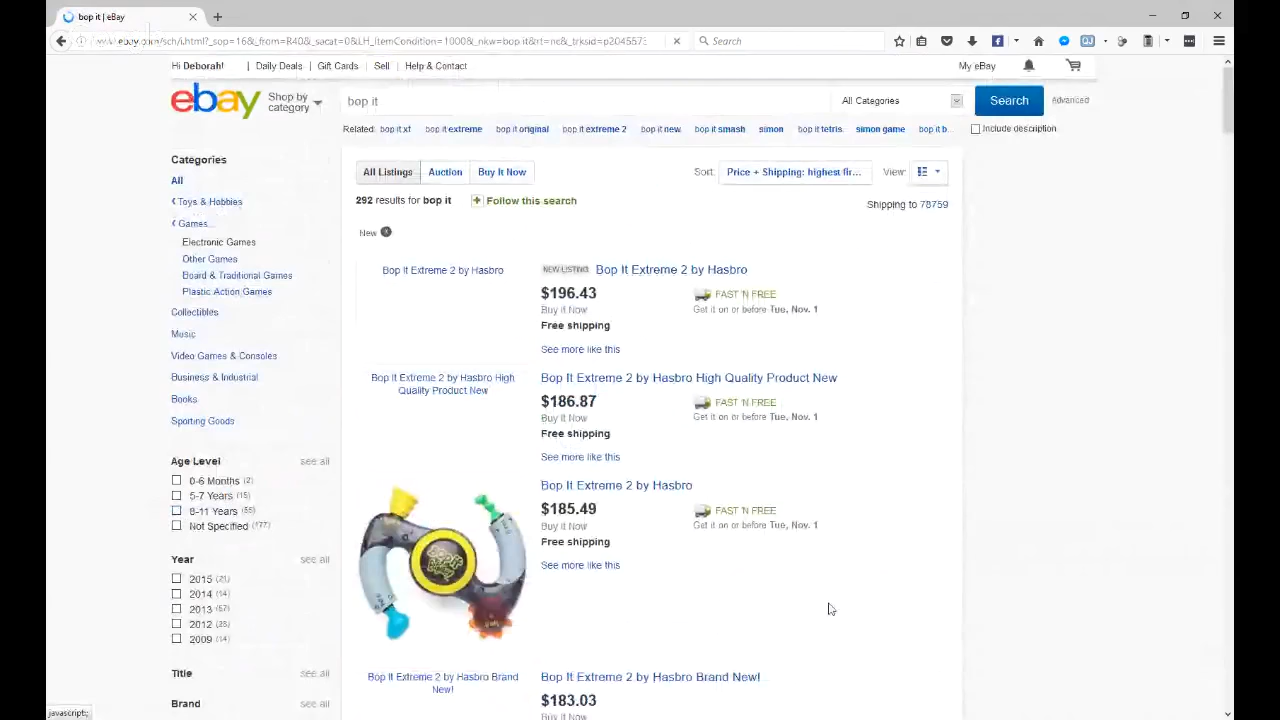 bop it | eBay
Search
Hi Deborah!
Daily Deals
Gift Cards
Sell
Help & Contact
My eBay
ebay
Shop by category
bop it
All Categories
Search
Advanced
Related: bop it xt bop it extreme bop it original bop it extreme 2 bop it new bop it smash simon bop it tetris simon game bop it b...
Include description
Categories
All
Toys & Hobbies
Games
Electronic Games
Other Games
Board & Traditional Games
Plastic Action Games
Collectibles
Music
Video Games & Consoles
Business & Industrial
Books
Sporting Goods
Age Level see all
0-6 Months (2)
5-7 Years (15)
8-11 Years (55)
Not Specified (177)
Year see all
2015 (21)
2014 (14)
2013 (57)
2012 (25)
2009 (14)
Title see all
Brand see all
javascript:;
All Listings
Auction
Buy It Now
Sort: Price + Shipping: highest fir...
View:
292 results for bop it
Follow this search
Shipping to 78759
New
Bop It Extreme 2 by Hasbro
NEW LISTING Bop It Extreme 2 by Hasbro
$196.43
Buy it Now
Free shipping
FAST 'N FREE
Get it on or before Tue, Nov. 1
See more like this
Bop It Extreme 2 by Hasbro High
Quality Product New
Bop It Extreme 2 by Hasbro High Quality Product New
$186.87
Buy it Now
Free shipping
FAST 'N FREE
Get it on or before Tue, Nov. 1
See more like this
Bop It Extreme 2 by Hasbro
$185.49
Buy it Now
Free shipping
FAST 'N FREE
Get it on or before Tue, Nov. 1
See more like this
Bop It Extreme 2 by Hasbro Brand
New!
Bop It Extreme 2 by Hasbro Brand New!
$183.03
Buy it Now